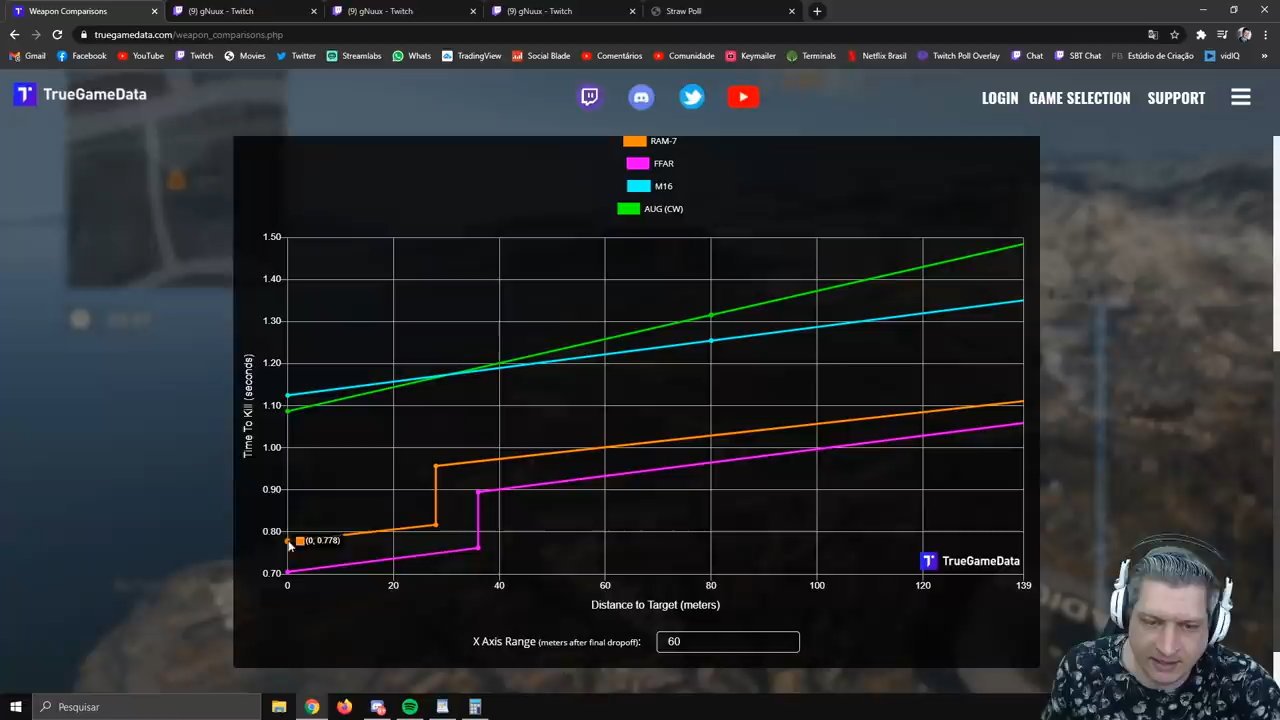 Weapon Comparisons
(9) gNuux - Twitch
(9) gNuux - Twitch
(9) gNuux - Twitch
Straw Poll
truegamedata.com/weapon_comparisons.php
Gmail
Facebook
YouTube
Twitch
Movies
Twitter
Streamlabs
Whats
TradingView
Social Blade
Comentários
Comunidade
Keymailer
Terminals
Netflix Brasil
Twitch Poll Overlay
Chat
SBT Chat
Estúdio de Criação
vidIQ
TrueGameData
LOGIN GAME SELECTION SUPPORT
RAM-7
FFAR
M16
AUG (CW)
1.50
1.40
1.30
1.20
1.10
1.00
0.90
0.80
0.70
Time To Kill (seconds)
(0, 0.778)
TrueGameData
0 20 40 60 80 100 120 139
Distance to Target (meters)
X Axis Range (meters after final dropoff): 60
Pesquisar